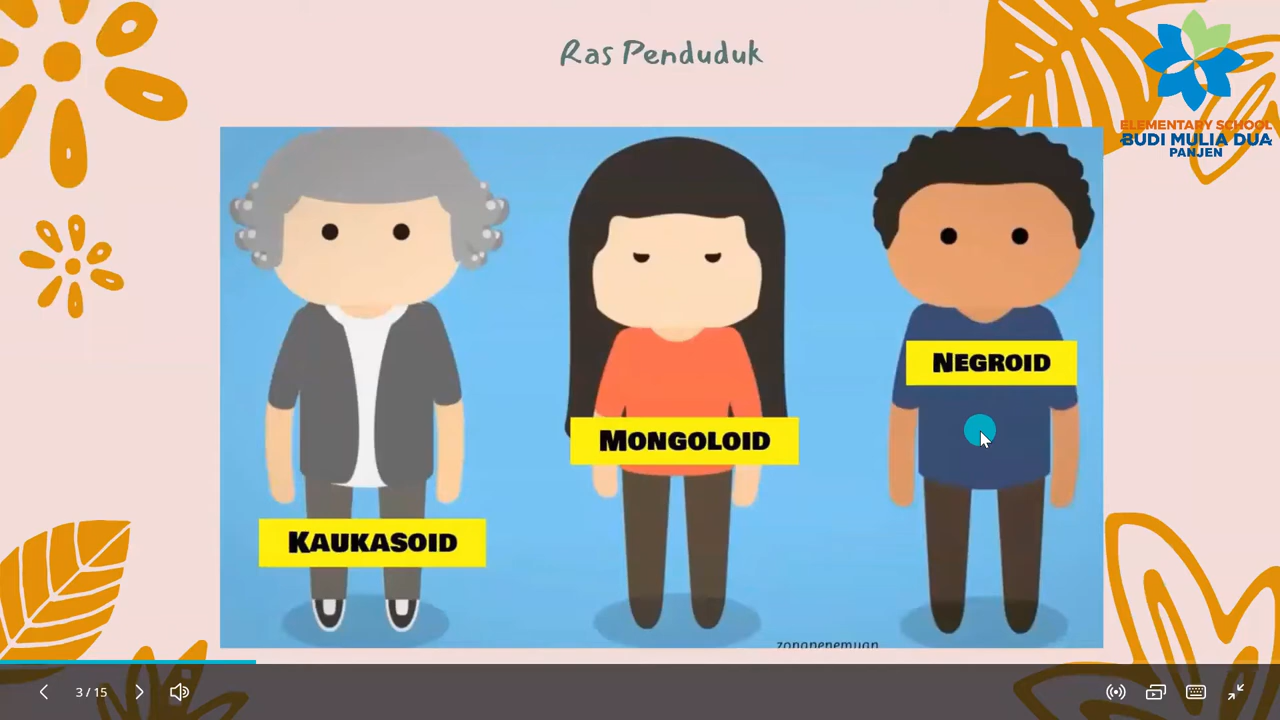 Ras Penduduk
ELEMENTARY SCHOOL
BUDI MULIA DUA
PANJEN
KAUKASOID
MONGOLOID
NEGROID
zonapenemuan
3 / 15